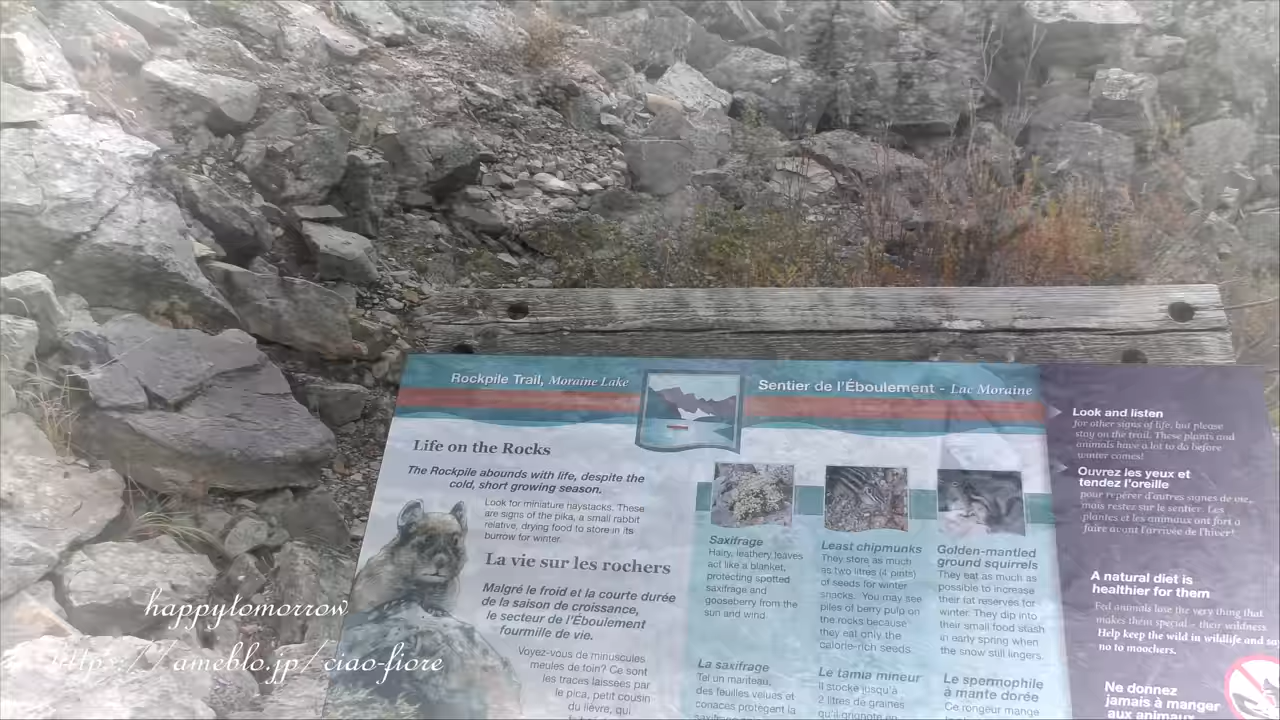 Rockpile Trail, Moraine Lake
Sentier de l'Éboulement - Lac Moraine
Life on the Rocks
The Rockpile abounds with life, despite the
cold, short growing season.
Look for miniature haystacks. These
are signs of the pika, a small rabbit
relative, drying food to store in its
burrow for winter.
La vie sur les rochers
Malgré le froid et la courte durée
de la saison de croissance,
le secteur de l'Éboulement
fourmille de vie.
Voyez-vous de minuscules
meules de foin? Ce sont
les traces laissées par
le pica, petit cousin
du lièvre, qui
Saxifrage
Hairy, leathery leaves
act like a blanket,
protecting spotted
saxifrage and
gooseberry from the
sun and wind.
La saxifrage
Tel un manteau,
des feuilles velues et
coriaces protègent la
Least chipmunks
They store as much
as two litres (4 pints)
of seeds for winter
snacks. You may see
piles of berry pulp on
the rocks because
they eat only the
calorie-rich seeds.
Le tamia mineur
Il stocke jusqu'à
2 litres de graines
qu'il grignote en
Golden-mantled
ground squirrels
They eat as much as
possible to increase
their fat reserves for
winter. They dip into
their small food stash
in early spring when
the snow still lingers.
Le spermophile
à mante dorée
Ce rongeur mange
Look and listen
for other signs of life, but please
stay on the trail. These plants and
animals have a lot to do before
winter comes!
Ouvrez les yeux et
tendez l'oreille
pour repérer d'autres signes de vie,
mais restez sur le sentier. Les
plantes et les animaux ont fort à
faire avant l'arrivée de l'hiver!
A natural diet is
healthier for them
Fed animals lose the very thing that
makes them special - their wildness.
Help keep the wild in wildlife and say
no to moochers.
Ne donnez
jamais à manger
aux animaux
happytomorrow
https://ameblo.jp/ciao-fiore